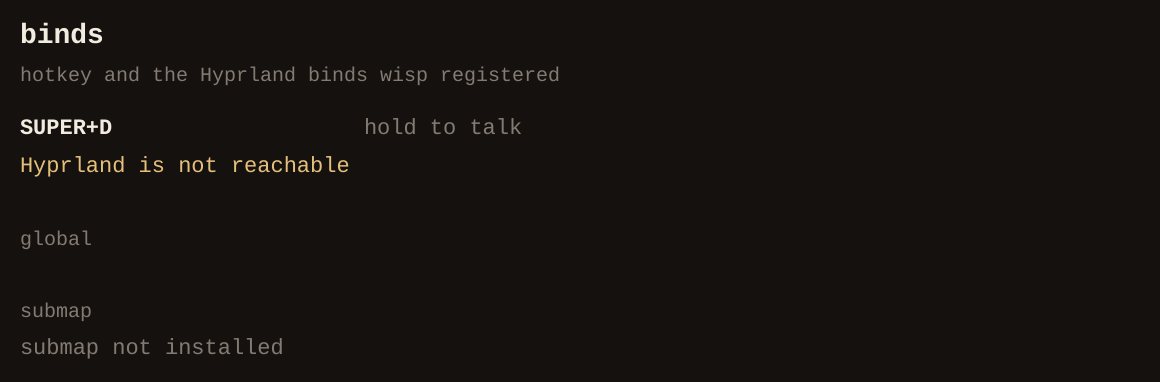 binds
hotkey and the Hyprland binds wisp registered
SUPER+D hold to talk
Hyprland is not reachable
global
submap
submap not installed